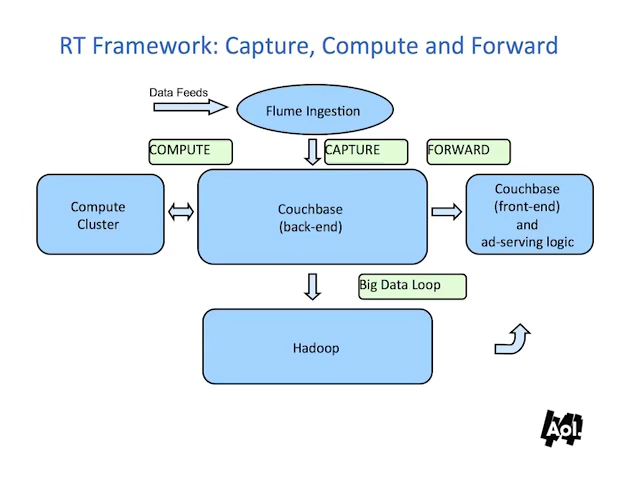 RT Framework: Capture, Compute and Forward
Data Feeds
Flume Ingestion
COMPUTE
CAPTURE
FORWARD
Compute
Cluster
Couchbase
(back-end)
Couchbase
(front-end)
and
ad-serving logic
Big Data Loop
Hadoop
Aol.